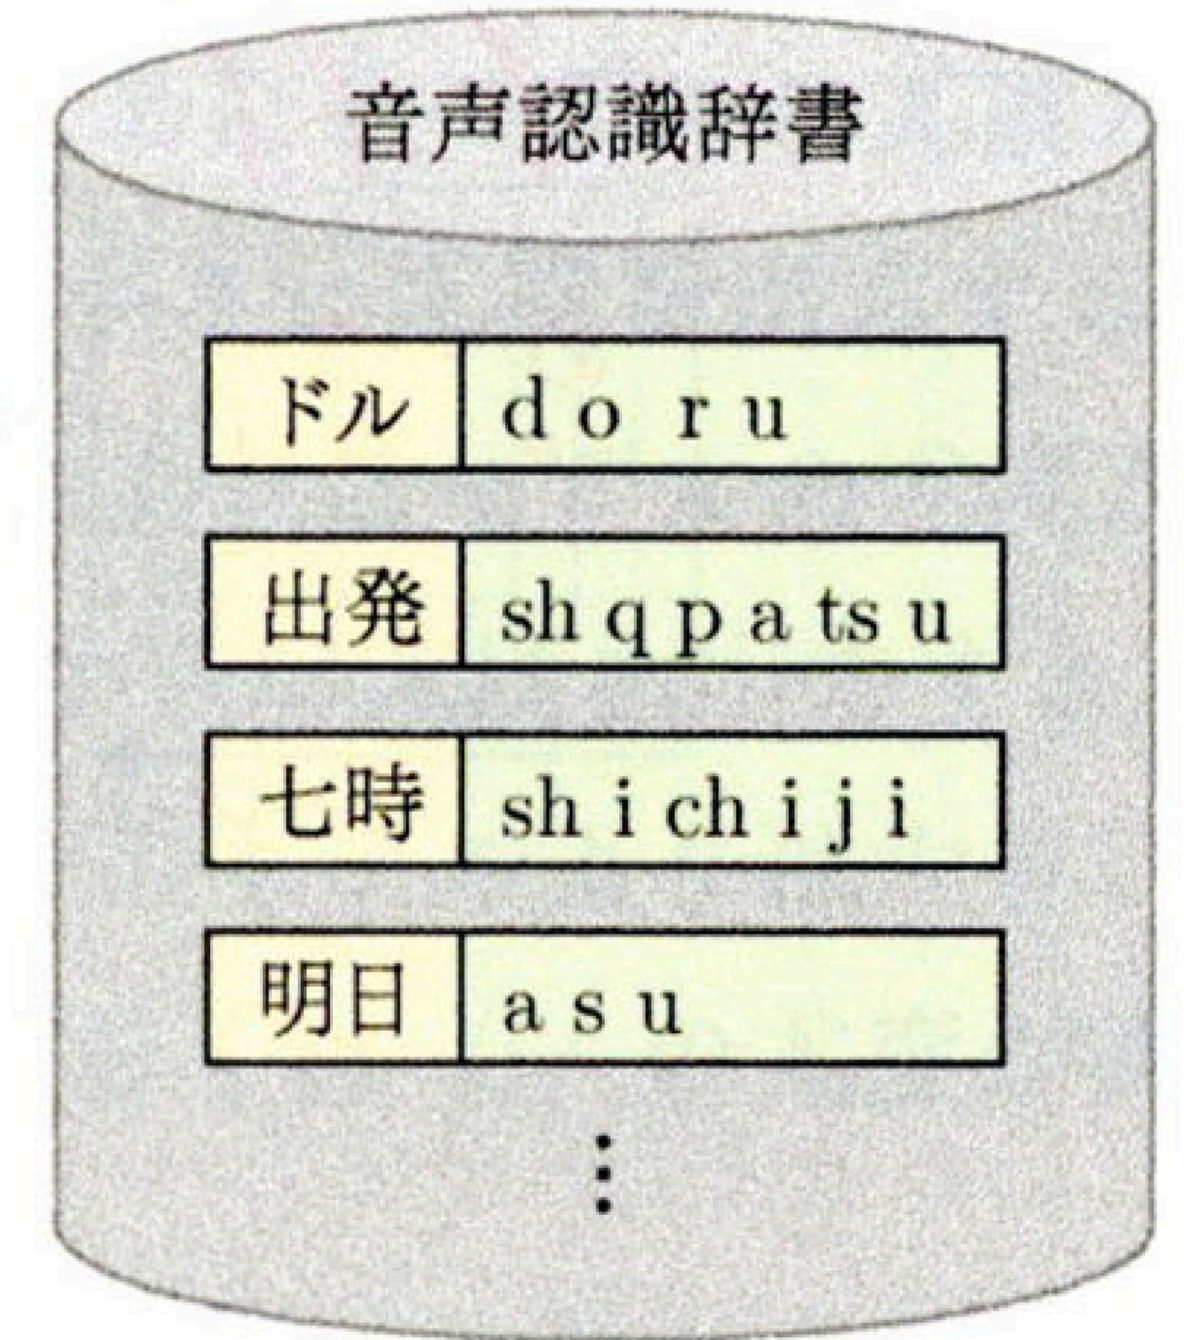 音声認識辞書
ドル d o r u
出発 sh q p a ts u
七時 sh i ch i j i
明日 a s u
⋮